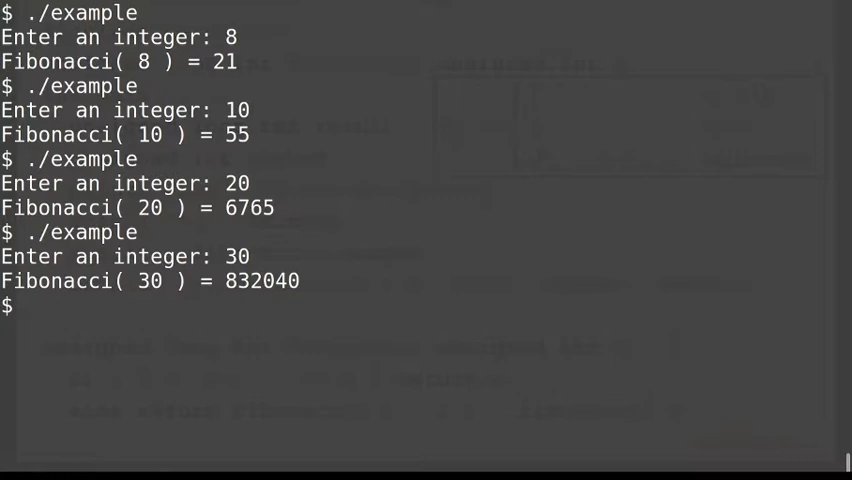 $ ./example
Enter an integer: 8
Fibonacci( 8 ) = 21
$ ./example
Enter an integer: 10
Fibonacci( 10 ) = 55
$ ./example
Enter an integer: 20
Fibonacci( 20 ) = 6765
$ ./example
Enter an integer: 30
Fibonacci( 30 ) = 832040
$